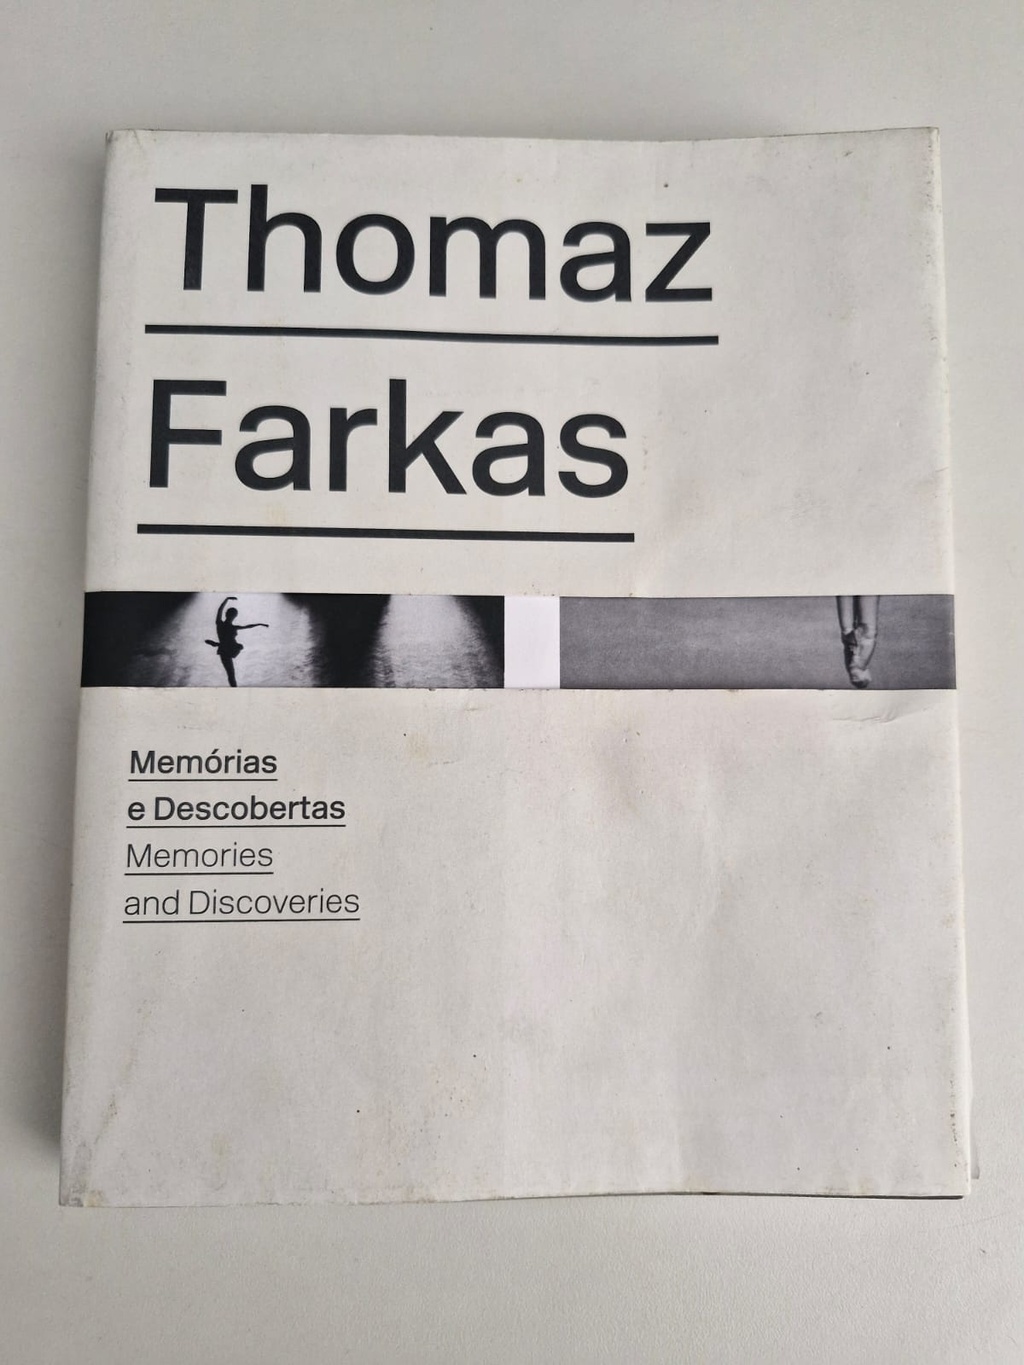 Thomaz
Farkas
Memórias
e Descobertas
Memories
and Discoveries